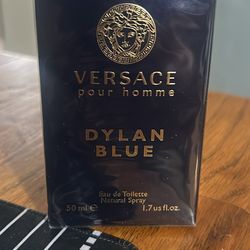 VERSACE
pour homme
DYLAN
BLUE
Eau de Toilette
Natural Spray
50 ml ℮ 1.7 us fl.oz.